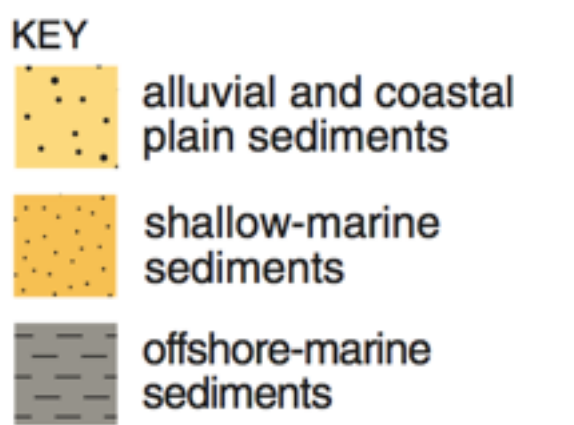 KEY
alluvial and coastal
plain sediments
shallow-marine
sediments
offshore-marine
sediments